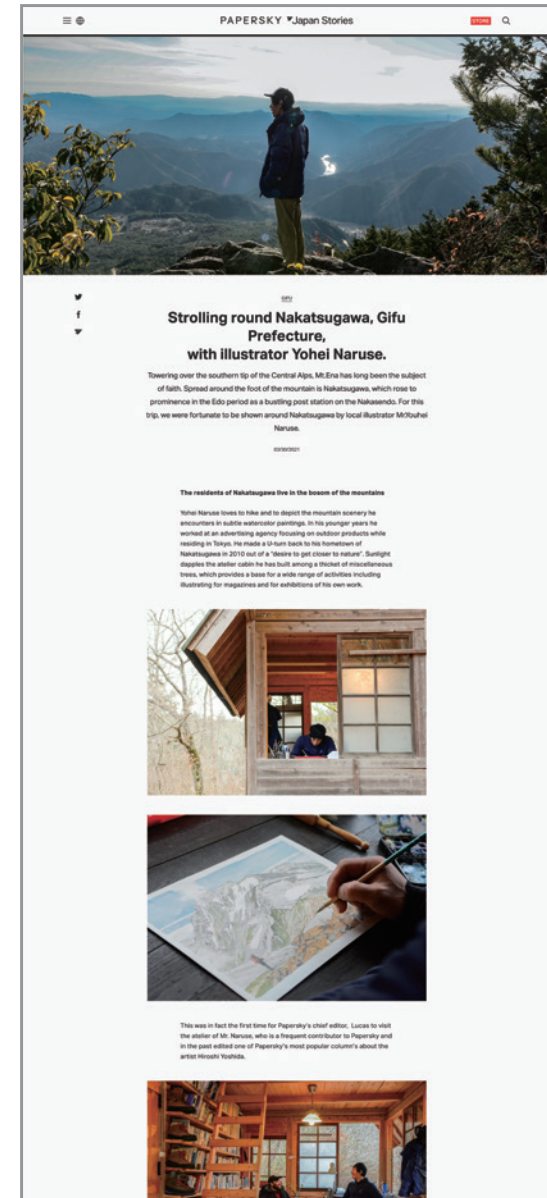 PAPERSKY Japan Stories
STORE
GIFU
Strolling round Nakatsugawa, Gifu
Prefecture,
with illustrator Yohei Naruse.
Towering over the southern tip of the Central Alps, Mt.Ena has long been the subject
of faith. Spread around the foot of the mountain is Nakatsugawa, which rose to
prominence in the Edo period as a bustling post station on the Nakasendo. For this
trip, we were fortunate to be shown around Nakatsugawa by local illustrator Mr.Youhei
Naruse.
03/30/2021
The residents of Nakatsugawa live in the bosom of the mountains
Yohei Naruse loves to hike and to depict the mountain scenery he
encounters in subtle watercolor paintings. In his younger years he
worked at an advertising agency focusing on outdoor products while
residing in Tokyo. He made a U-turn back to his hometown of
Nakatsugawa in 2010 out of a "desire to get closer to nature". Sunlight
dapples the atelier cabin he has built among a thicket of miscellaneous
trees, which provides a base for a wide range of activities including
illustrating for magazines and for exhibitions of his own work.
This was in fact the first time for Papersky's chief editor, Lucas to visit
the atelier of Mr. Naruse, who is a frequent contributor to Papersky and
in the past edited one of Papersky's most popular column's about the
artist Hiroshi Yoshida.